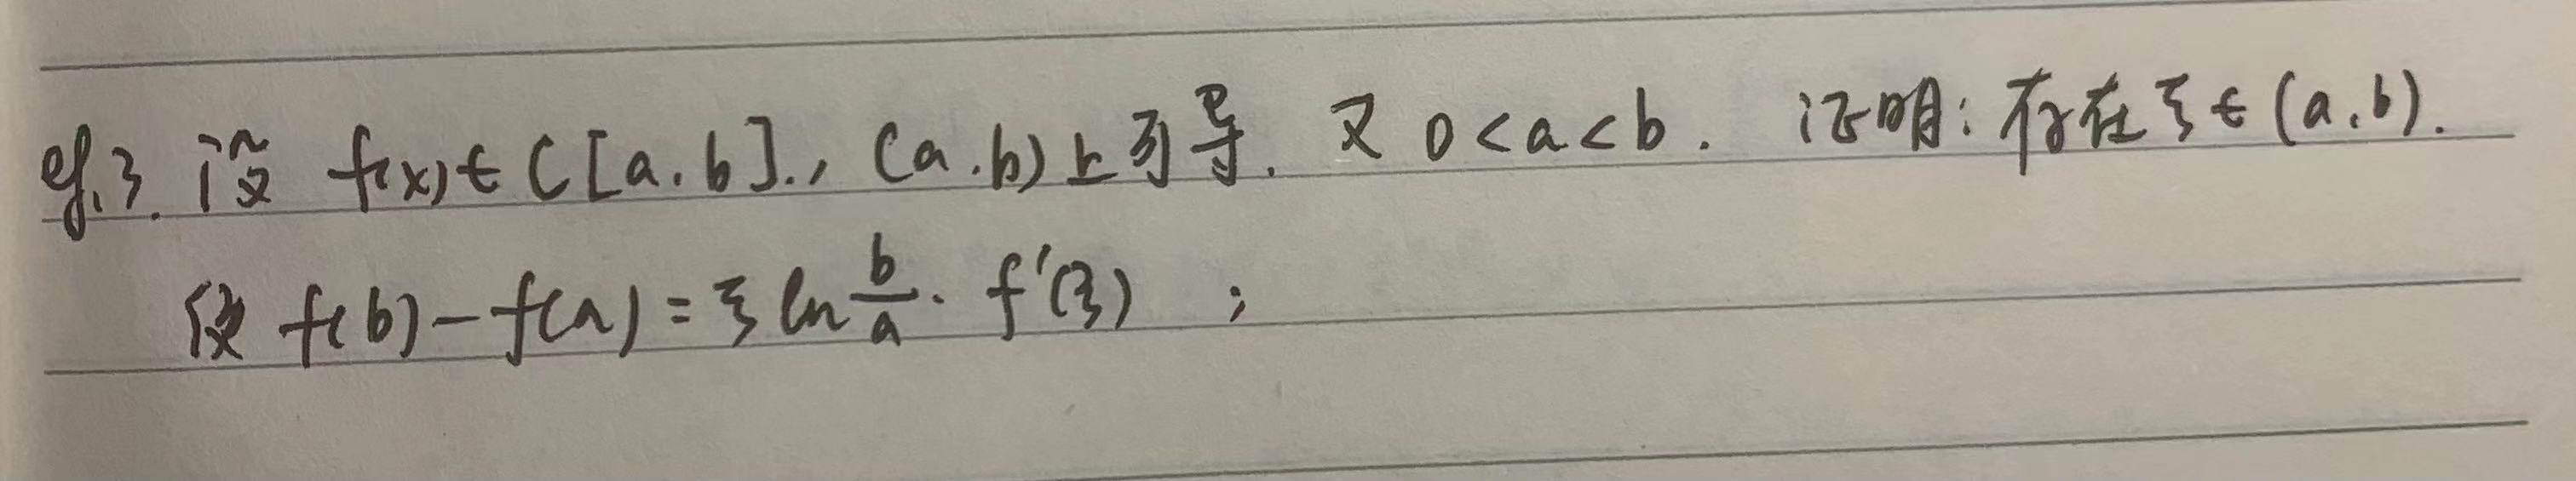 eg.3. 设 f(x)∈C[a,b]., (a,b)上可导. 又 0<a<b. 证明: 存在ξ∈(a,b).
使 f(b)-f(a)=ξ ln b/a · f'(ξ) ;